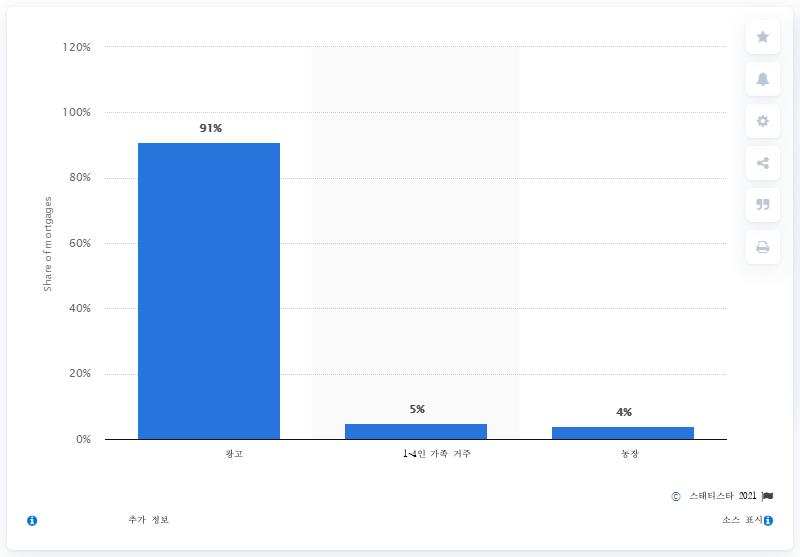 120%
100%
91%
80%
60%
Share of mortgages
40%
20%
5%
4%
0%
광고
1-4인 가족 거주
농장
© 스태티스타 2021
추가 정보
소스 표시